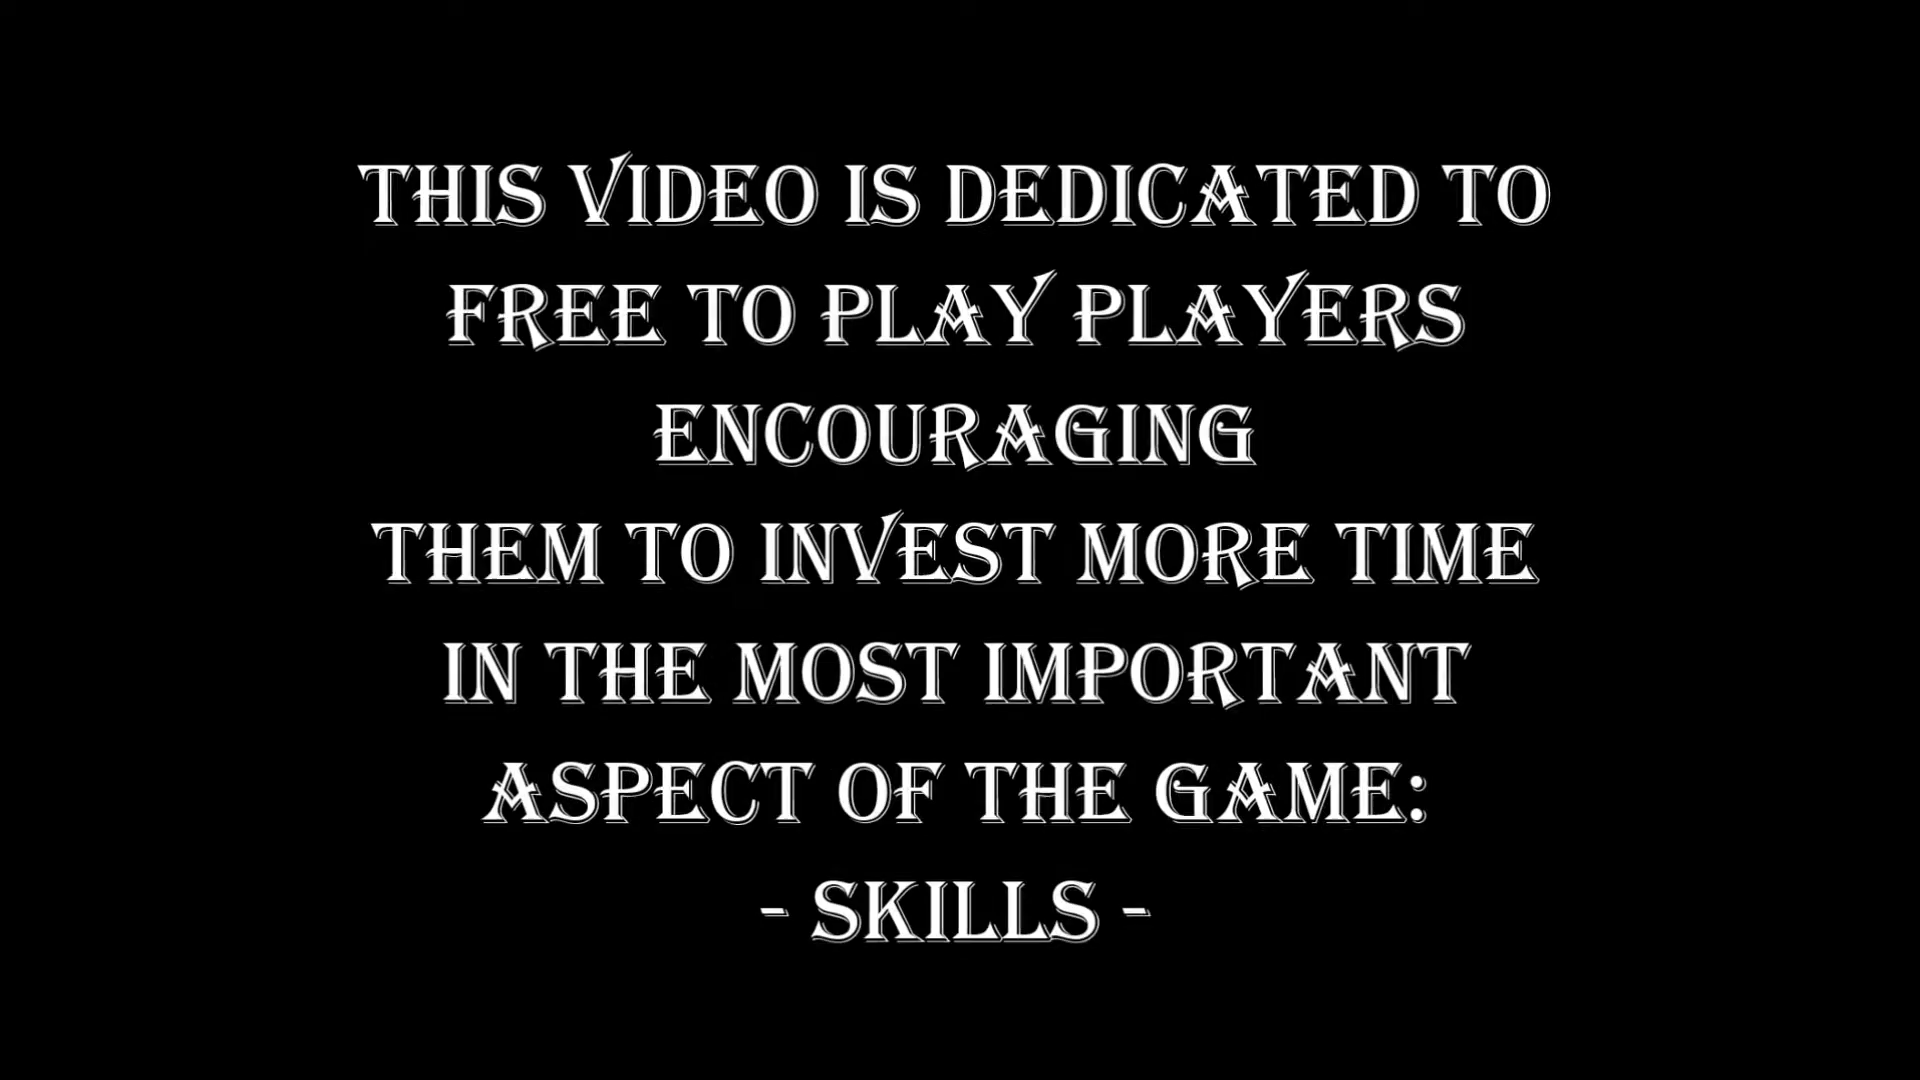 THIS VIDEO IS DEDICATED TO
FREE TO PLAY PLAYERS
ENCOURAGING
THEM TO INVEST MORE TIME
IN THE MOST IMPORTANT
ASPECT OF THE GAME:
- SKILLS -